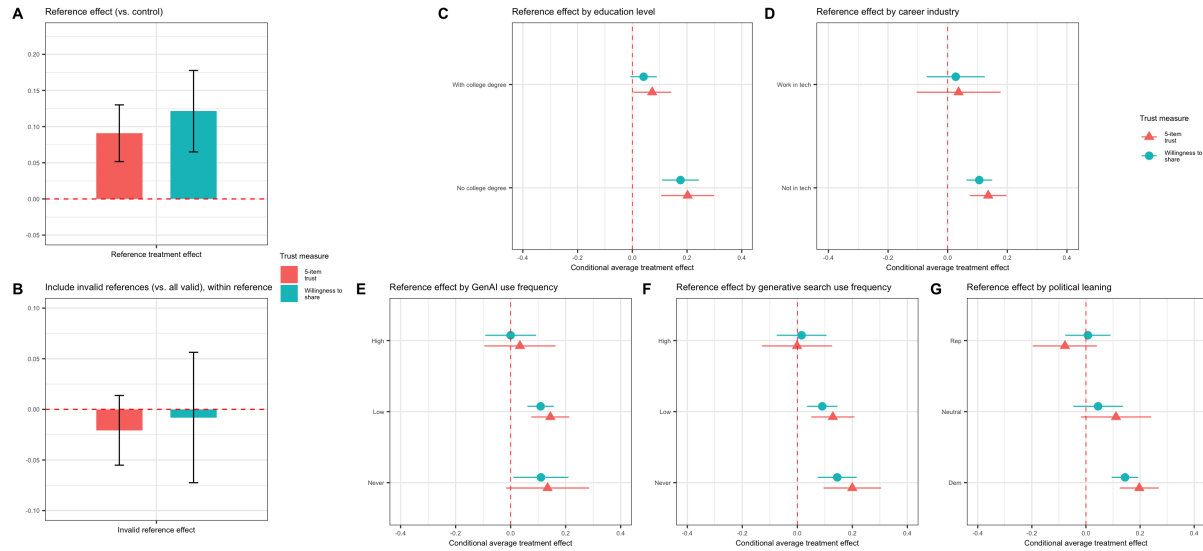 A
Reference effect (vs. control)
0.20
0.15
0.10
0.05
0.00
-0.05
Reference treatment effect
B
Include invalid references (vs. all valid), within reference
0.10
0.05
0.00
-0.05
-0.10
Invalid reference effect
Trust measure
5-item
trust
Willingness to
share
C
Reference effect by education level
With college degree
No college degree
-0.4
-0.2
0.0
0.2
0.4
Conditional average treatment effect
D
Reference effect by career industry
Work in tech
Not in tech
-0.4
-0.2
0.0
0.2
0.4
Conditional average treatment effect
Trust measure
5-item
trust
Willingness to
share
E
Reference effect by GenAI use frequency
High
Low
Never
-0.4
-0.2
0.0
0.2
0.4
Conditional average treatment effect
F
Reference effect by generative search use frequency
High
Low
Never
-0.4
-0.2
0.0
0.2
0.4
Conditional average treatment effect
G
Reference effect by political leaning
Rep
Neutral
Dem
-0.4
-0.2
0.0
0.2
0.4
Conditional average treatment effect